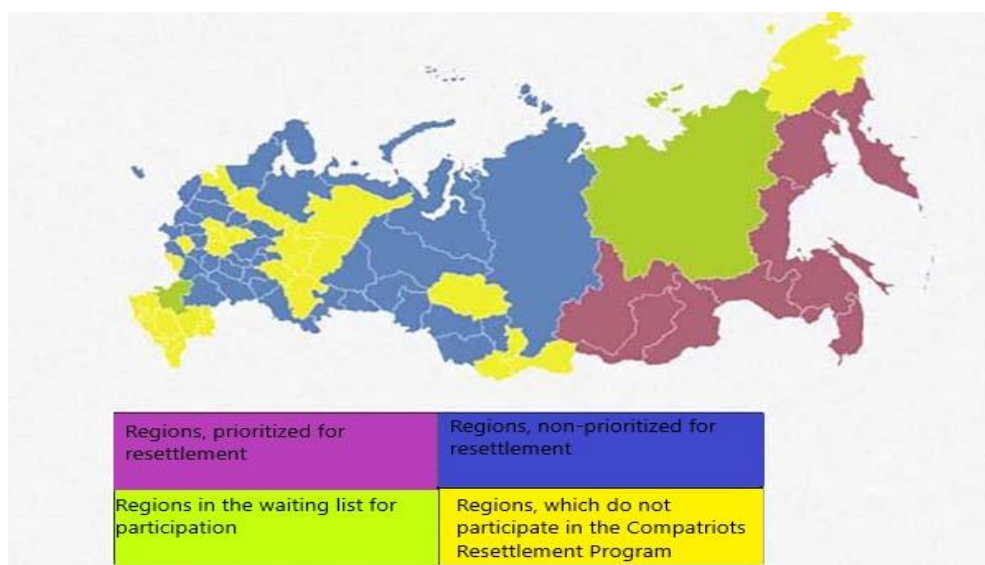 Regions, prioritized for
resettlement
Regions, non-prioritized for
resettlement
Regions in the waiting list for
participation
Regions, which do not
participate in the Compatriots
Resettlement Program